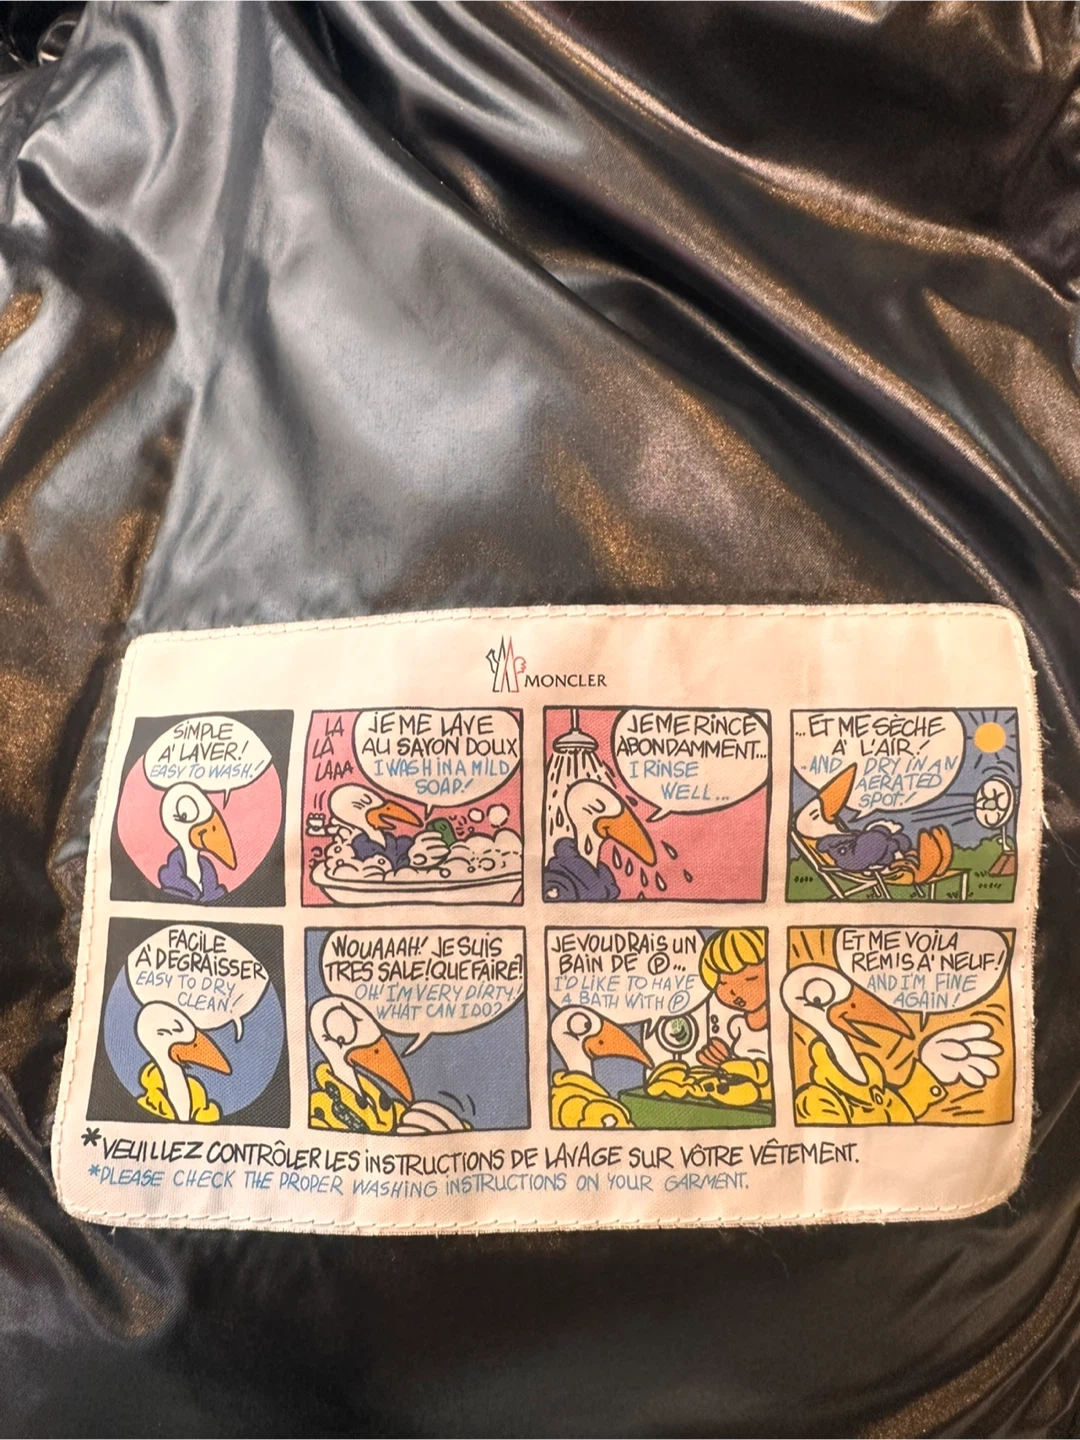 MONCLER
SIMPLE
A' LAVER!
EASY TO WASH!
LA
LA
LAAA
JE ME LAVE
AU SAVON DOUX
I WASH IN A MILD
SOAP!
JE ME RINCE
ABONDAMMENT...
I RINSE
WELL...
...ET ME SÈCHE
A' L'AIR!
...AND DRY IN AN
AERATED
SPOT!
FACILE
A' DEGRAISSER
EASY TO DRY
CLEAN!
WOUAAAH! JE SUIS
TRES SALE! QUE FAIRE?
OH! I'M VERY DIRTY!
WHAT CAN I DO?
JE VOUDRAIS UN
BAIN DE Ⓟ...
I'D LIKE TO HAVE
A BATH WITH Ⓟ
ET ME VOILA
REMIS A' NEUF!
AND I'M FINE
AGAIN!
*VEUILLEZ CONTRÔLER LES INSTRUCTIONS DE LAVAGE SUR VÔTRE VÊTEMENT.
*PLEASE CHECK THE PROPER WASHING INSTRUCTIONS ON YOUR GARMENT.